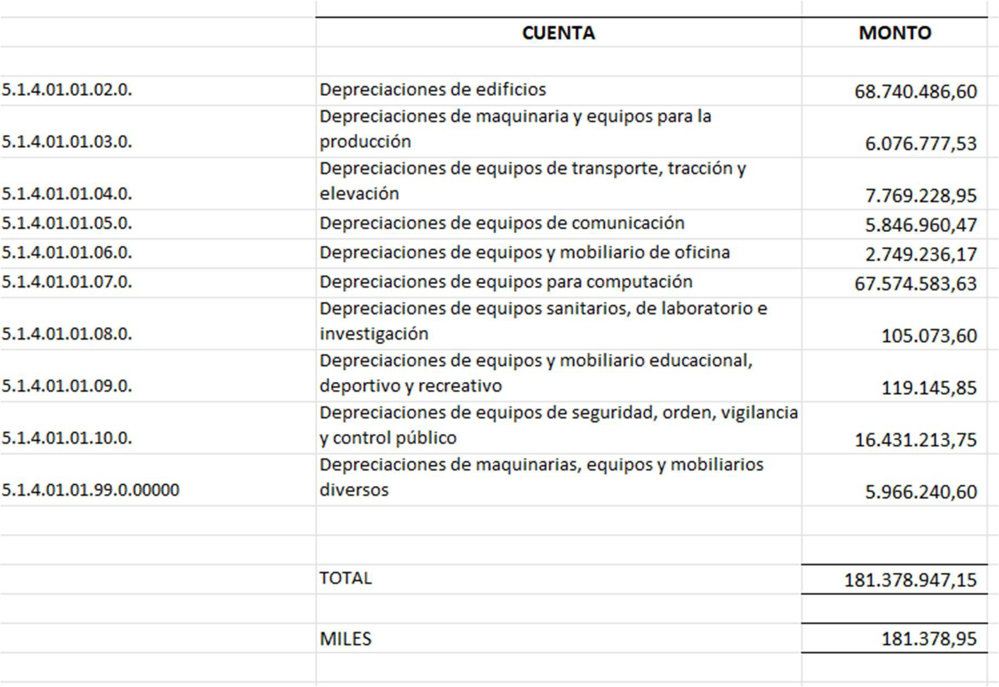 CUENTA MONTO
5.1.4.01.01.02.0. Depreciaciones de edificios 68.740.486,60
Depreciaciones de maquinaria y equipos para la
5.1.4.01.01.03.0. producción 6.076.777,53
Depreciaciones de equipos de transporte, tracción y
5.1.4.01.01.04.0. elevación 7.769.228,95
5.1.4.01.01.05.0. Depreciaciones de equipos de comunicación 5.846.960,47
5.1.4.01.01.06.0. Depreciaciones de equipos y mobiliario de oficina 2.749.236,17
5.1.4.01.01.07.0. Depreciaciones de equipos para computación 67.574.583,63
Depreciaciones de equipos sanitarios, de laboratorio e
5.1.4.01.01.08.0. investigación 105.073,60
Depreciaciones de equipos y mobiliario educacional,
5.1.4.01.01.09.0. deportivo y recreativo 119.145,85
Depreciaciones de equipos de seguridad, orden, vigilancia
5.1.4.01.01.10.0. y control público 16.431.213,75
Depreciaciones de maquinarias, equipos y mobiliarios
5.1.4.01.01.99.0.00000 diversos 5.966.240,60
TOTAL 181.378.947,15
MILES 181.378,95